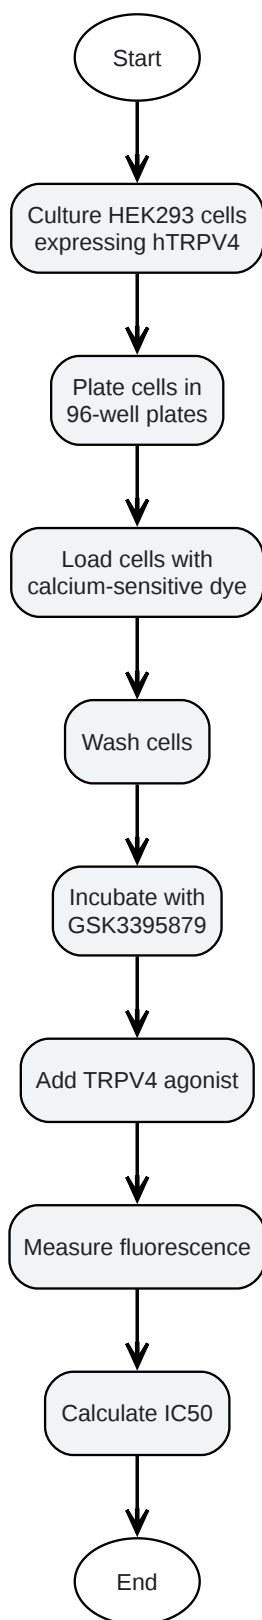 Start
Culture HEK293 cells
expressing hTRPV4
Plate cells in
96-well plates
Load cells with
calcium-sensitive dye
Wash cells
Incubate with
GSK3395879
Add TRPV4 agonist
Measure fluorescence
Calculate IC50
End